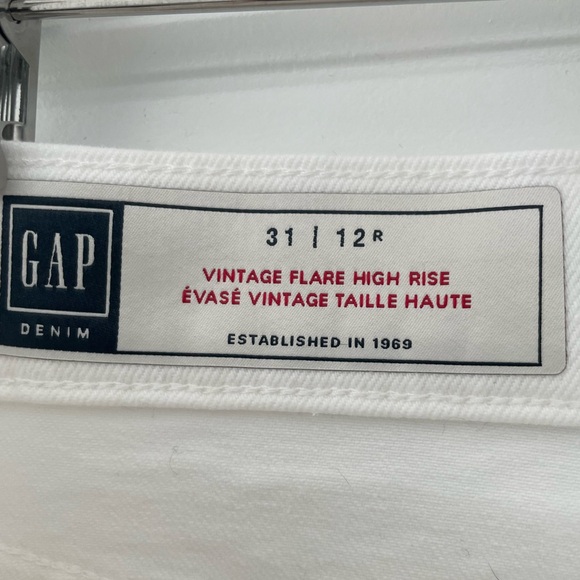 GAP
DENIM
31 | 12R
VINTAGE FLARE HIGH RISE
ÉVASÉ VINTAGE TAILLE HAUTE
ESTABLISHED IN 1969